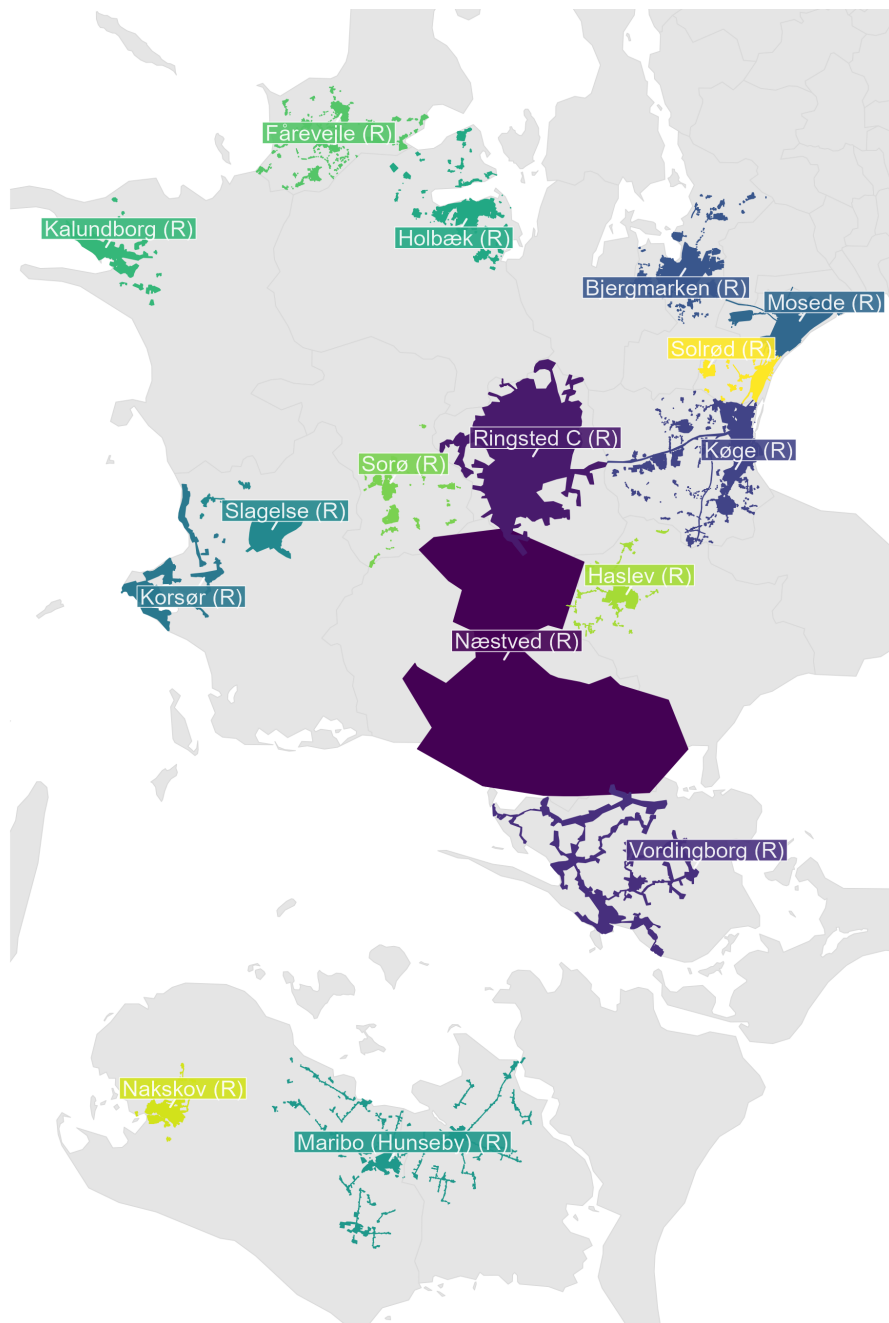 Fårevejle (R)
Kalundborg (R)
Holbæk (R)
Bjergmarken (R)
Mosede (R)
Solrød (R)
Ringsted C (R)
Køge (R)
Sorø (R)
Slagelse (R)
Haslev (R)
Korsør (R)
Næstved (R)
Vordingborg (R)
Nakskov (R)
Maribo (Hunseby) (R)